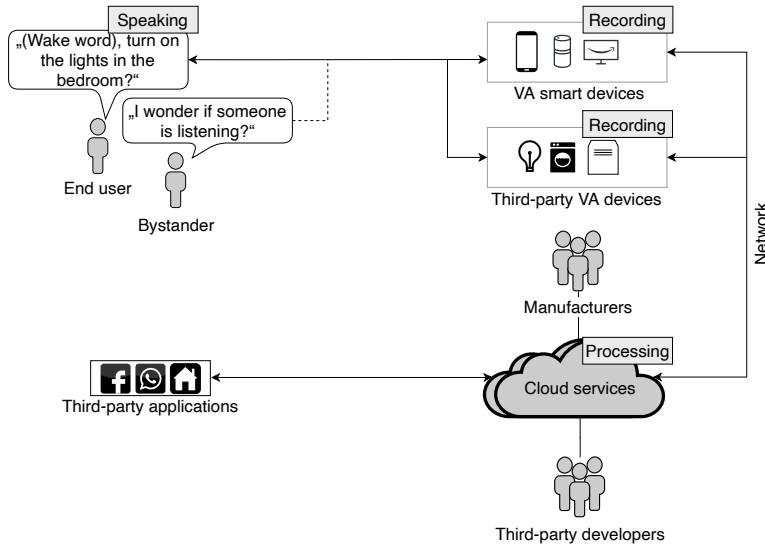 Speaking
„(Wake word), turn on
the lights in the
bedroom?“
„I wonder if someone
is listening?“
End user
Bystander
Recording
VA smart devices
Recording
Third-party VA devices
Network
Manufacturers
Processing
Cloud services
Third-party applications
Third-party developers